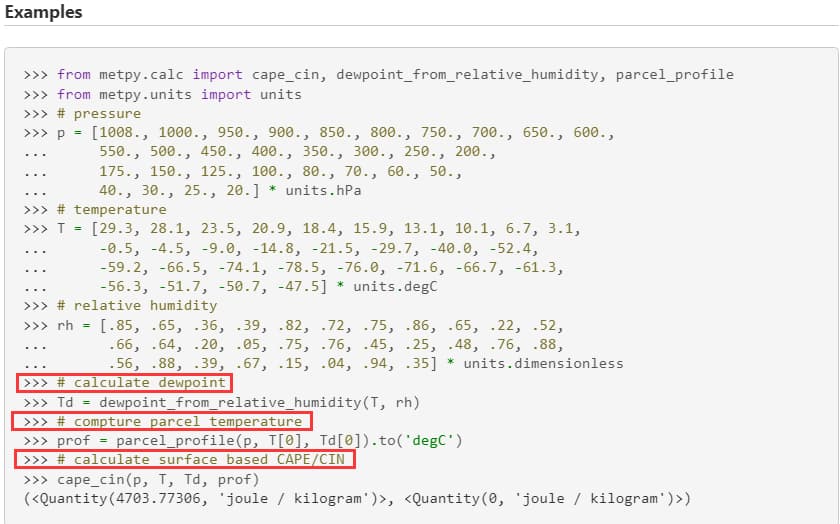 Examples
>>> from metpy.calc import cape_cin, dewpoint_from_relative_humidity, parcel_profile
>>> from metpy.units import units
>>> # pressure
>>> p = [1008., 1000., 950., 900., 850., 800., 750., 700., 650., 600.,
...      550., 500., 450., 400., 350., 300., 250., 200.,
...      175., 150., 125., 100., 80., 70., 60., 50.,
...      40., 30., 25., 20.] * units.hPa
>>> # temperature
>>> T = [29.3, 28.1, 23.5, 20.9, 18.4, 15.9, 13.1, 10.1, 6.7, 3.1,
...      -0.5, -4.5, -9.0, -14.8, -21.5, -29.7, -40.0, -52.4,
...      -59.2, -66.5, -74.1, -78.5, -76.0, -71.6, -66.7, -61.3,
...      -56.3, -51.7, -50.7, -47.5] * units.degC
>>> # relative humidity
>>> rh = [.85, .65, .36, .39, .82, .72, .75, .86, .65, .22, .52,
...       .66, .64, .20, .05, .75, .76, .45, .25, .48, .76, .88,
...       .56, .88, .39, .67, .15, .04, .94, .35] * units.dimensionless
>>> # calculate dewpoint
>>> Td = dewpoint_from_relative_humidity(T, rh)
>>> # compture parcel temperature
>>> prof = parcel_profile(p, T[0], Td[0]).to('degC')
>>> # calculate surface based CAPE/CIN
>>> cape_cin(p, T, Td, prof)
(<Quantity(4703.77306, 'joule / kilogram')>, <Quantity(0, 'joule / kilogram')>)